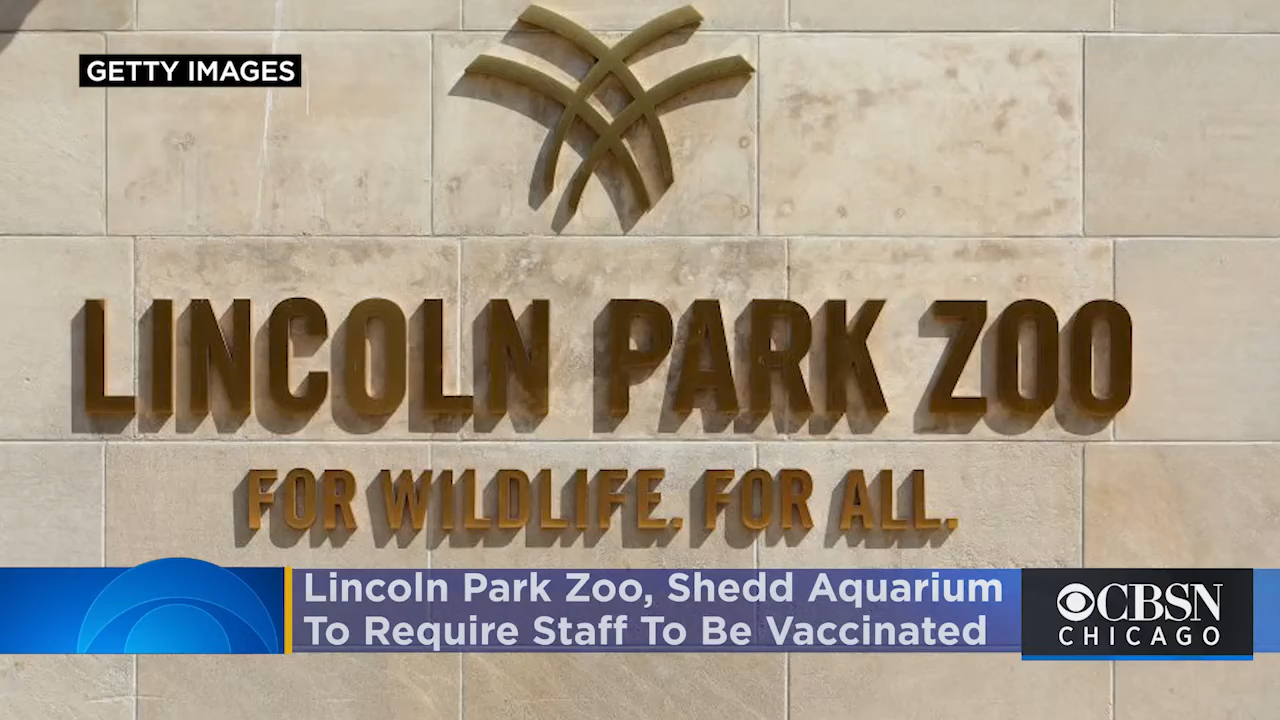 GETTY IMAGES
LINCOLN PARK ZOO
FOR WILDLIFE. FOR ALL.
Lincoln Park Zoo, Shedd Aquarium
To Require Staff To Be Vaccinated
CBSN
CHICAGO